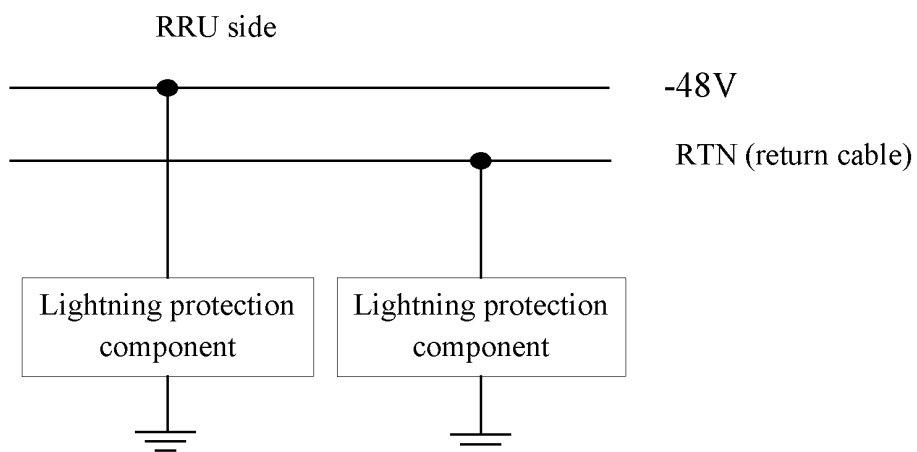 RRU side
-48V
RTN (return cable)
Lightning protection
component
Lightning protection
component